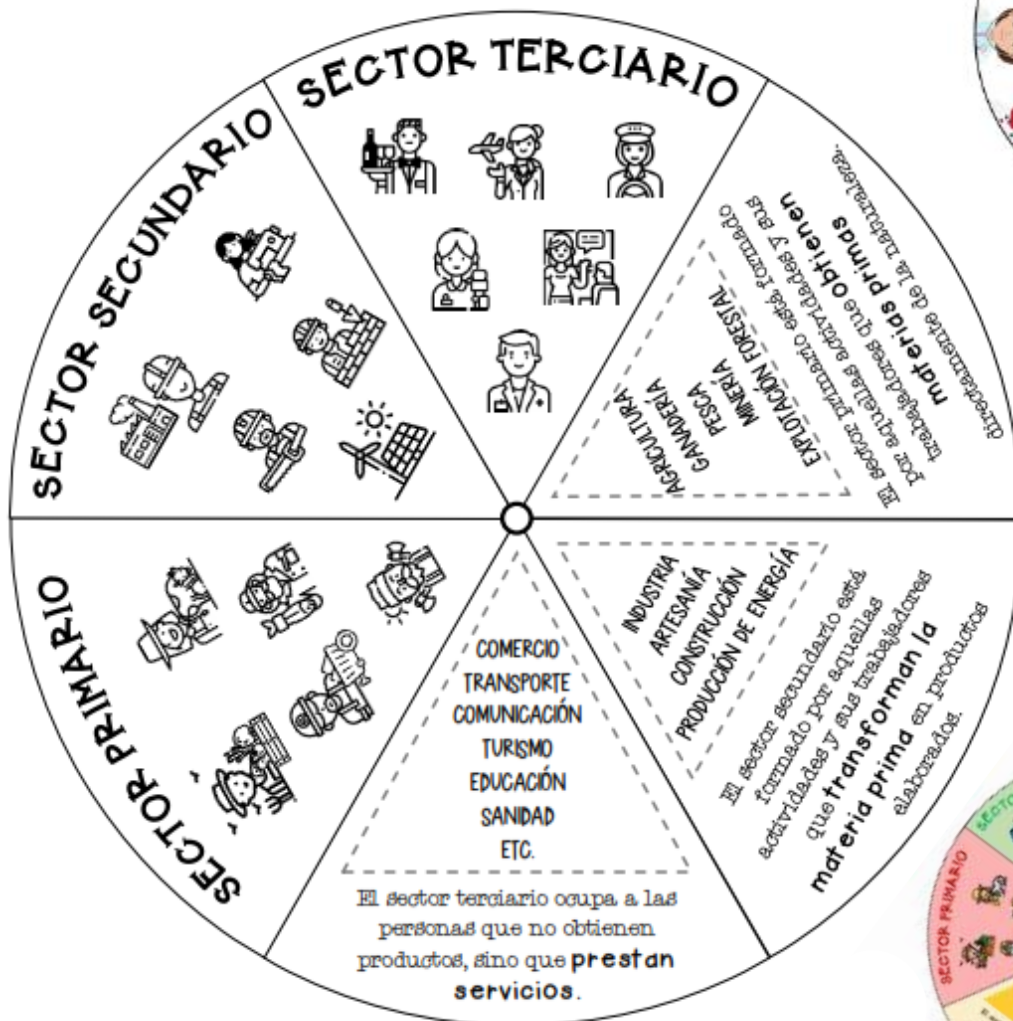 SECTOR TERCIARIO
SECTOR SECUNDARIO
SECTOR PRIMARIO
AGRICULTURA
GANADERÍA
PESCA
MINERÍA
EXPLOTACIÓN FORESTAL
El sector primario está formado
por aquellas actividades y sus
trabajadores que obtienen
materias primas
directamente de la naturaleza.
INDUSTRIA
ARTESANÍA
CONSTRUCCIÓN
PRODUCCIÓN DE ENERGÍA
El sector secundario está
formado por aquellas
actividades y sus trabajadores
que transforman la
materia prima en productos
elaborados.
COMERCIO
TRANSPORTE
COMUNICACIÓN
TURISMO
EDUCACIÓN
SANIDAD
ETC.
El sector terciario ocupa a las
personas que no obtienen
productos, sino que prestan
servicios.
SECTOR PRIMARIO
SECTO